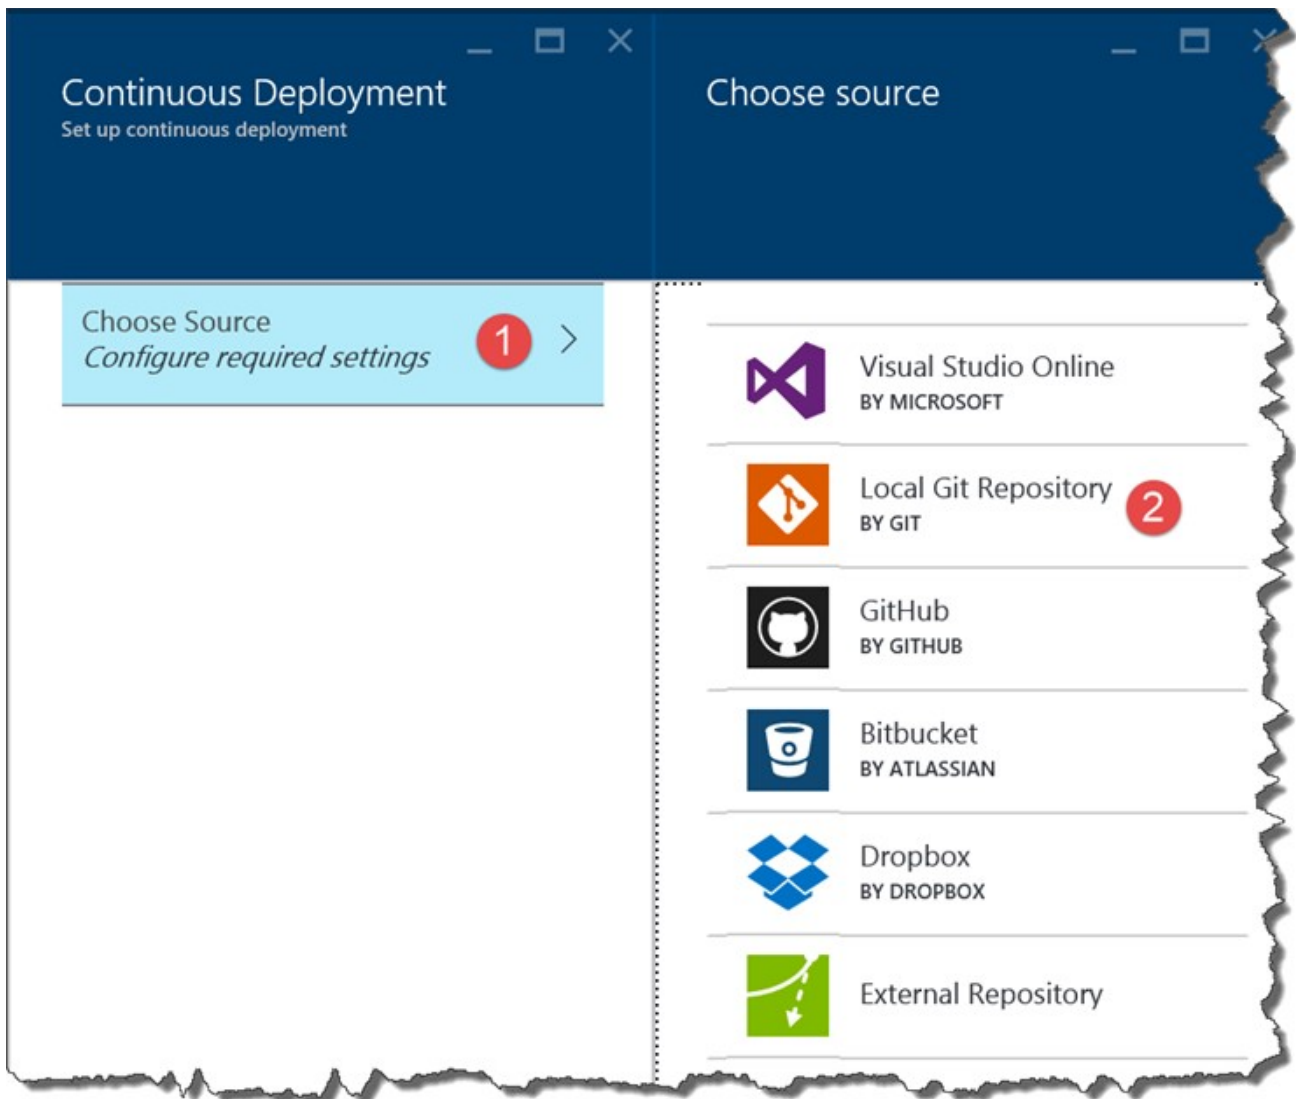 Continuous Deployment
Set up continuous deployment
Choose Source
Configure required settings
1
Choose source
Visual Studio Online
BY MICROSOFT
Local Git Repository
BY GIT
2
GitHub
BY GITHUB
Bitbucket
BY ATLASSIAN
Dropbox
BY DROPBOX
External Repository